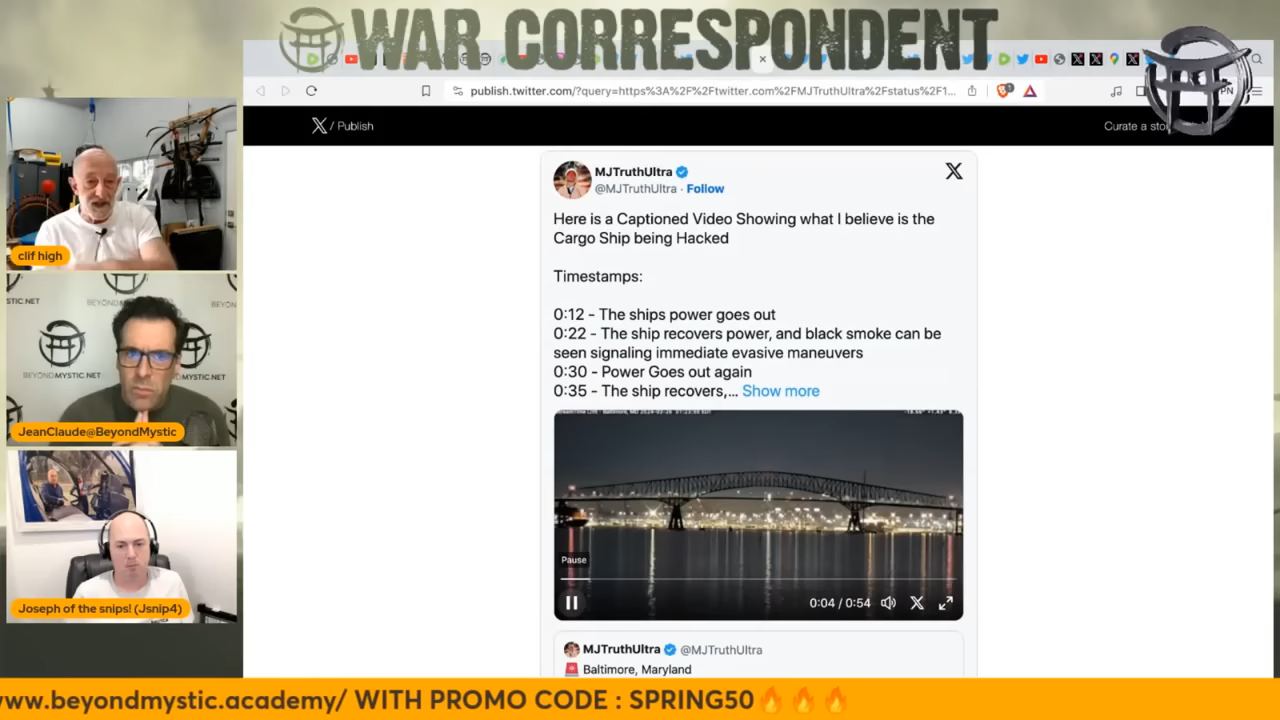 WAR CORRESPONDENT
publish.twitter.com/?query=https%3A%2F%2Ftwitter.com%2FMJTruthUltra%2Fstatus%2F1...
PN
X / Publish
Curate a sto
MJTruthUltra
@MJTruthUltra · Follow
Here is a Captioned Video Showing what I believe is the
Cargo Ship being Hacked
Timestamps:
0:12 - The ships power goes out
0:22 - The ship recovers power, and black smoke can be
seen signaling immediate evasive maneuvers
0:30 - Power Goes out again
0:35 - The ship recovers,... Show more
Pause
0:04 / 0:54
MJTruthUltra @MJTruthUltra
🚨 Baltimore, Maryland
clif high
STIC.NET
BEYONDMYSTIC.NET
MYSTIC.NET
JeanClaude@BeyondMystic
Joseph of the snips! (Jsnip4)
www.beyondmystic.academy/ WITH PROMO CODE : SPRING50🔥🔥🔥